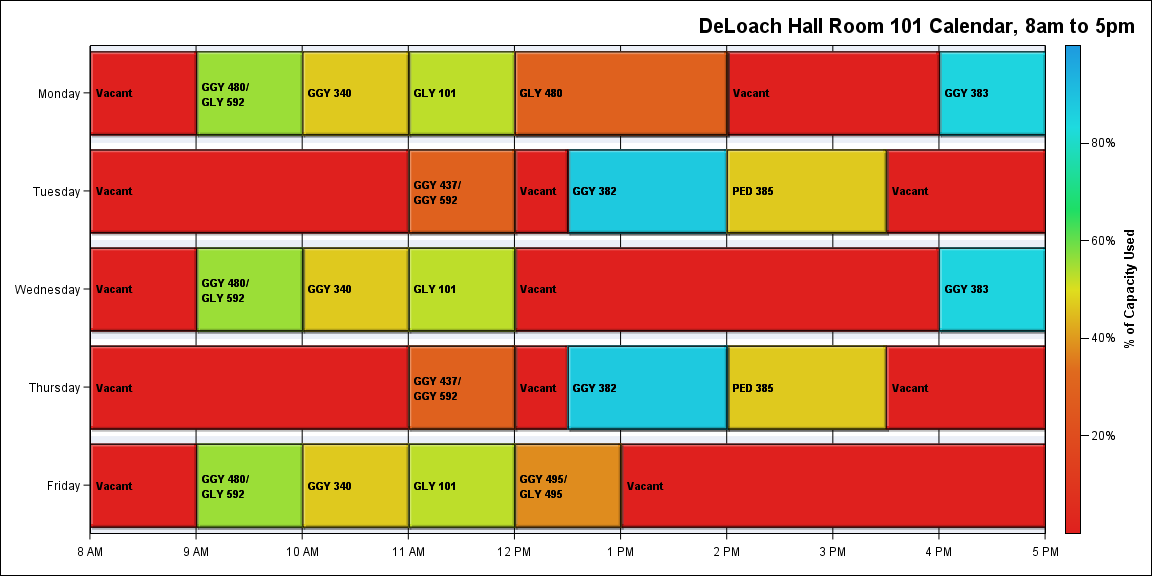 DeLoach Hall Room 101 Calendar, 8am to 5pm
Monday
Vacant
GGY 480/
GLY 592
GGY 340
GLY 101
GLY 480
Vacant
GGY 383
Tuesday
Vacant
GGY 437/
GGY 592
Vacant
GGY 382
PED 385
Vacant
Wednesday
Vacant
GGY 480/
GLY 592
GGY 340
GLY 101
Vacant
GGY 383
Thursday
Vacant
GGY 437/
GGY 592
Vacant
GGY 382
PED 385
Vacant
Friday
Vacant
GGY 480/
GLY 592
GGY 340
GLY 101
GGY 495/
GLY 495
Vacant
8 AM
9 AM
10 AM
11 AM
12 PM
1 PM
2 PM
3 PM
4 PM
5 PM
80%
60%
40%
20%
% of Capacity Used